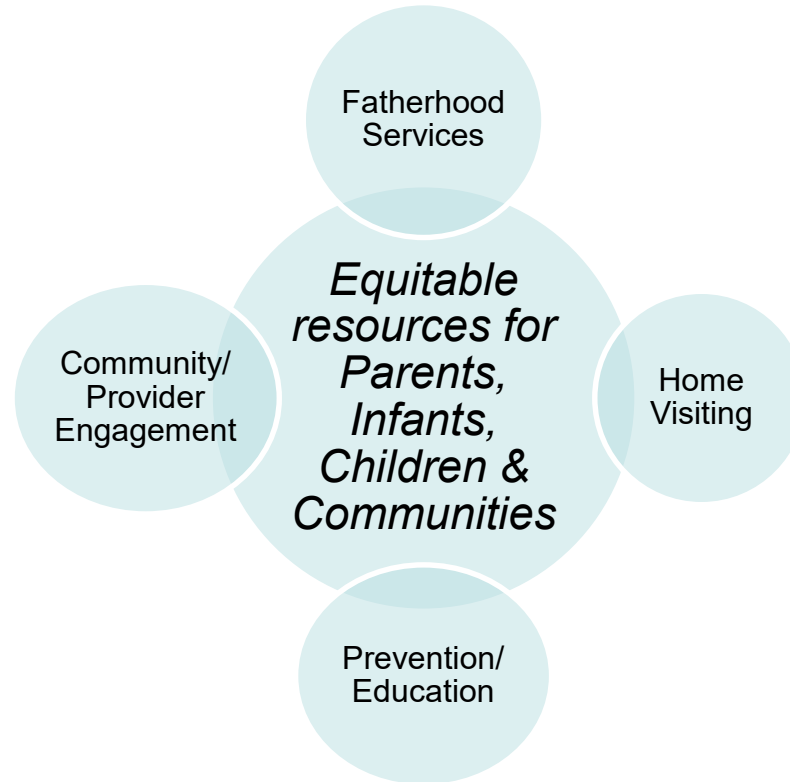 Fatherhood
Services
Equitable
resources for
Parents,
Infants,
Children &
Communities
Community/
Provider
Engagement
Home
Visiting
Prevention/
Education